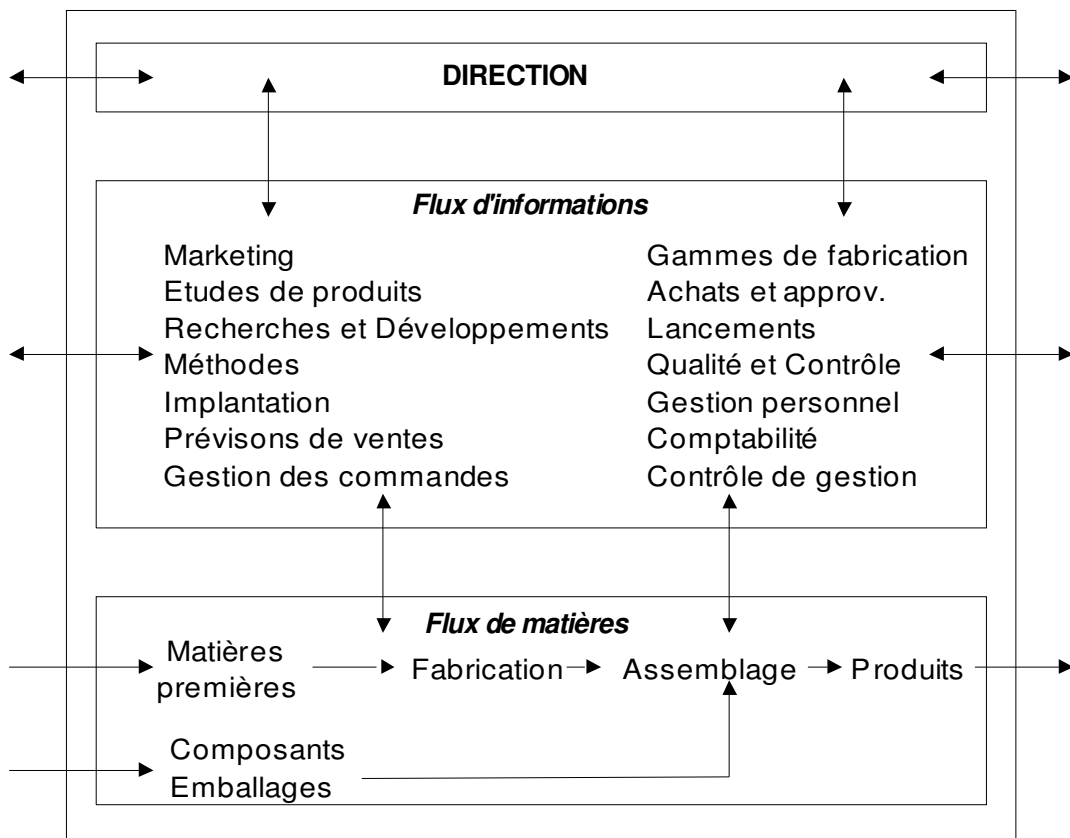 DIRECTION
Flux d'informations
Marketing
Etudes de produits
Recherches et Développements
Méthodes
Implantation
Prévisons de ventes
Gestion des commandes
Gammes de fabrication
Achats et approv.
Lancements
Qualité et Contrôle
Gestion personnel
Comptabilité
Contrôle de gestion
Flux de matières
Matières
premières
Fabrication
Assemblage
Produits
Composants
Emballages